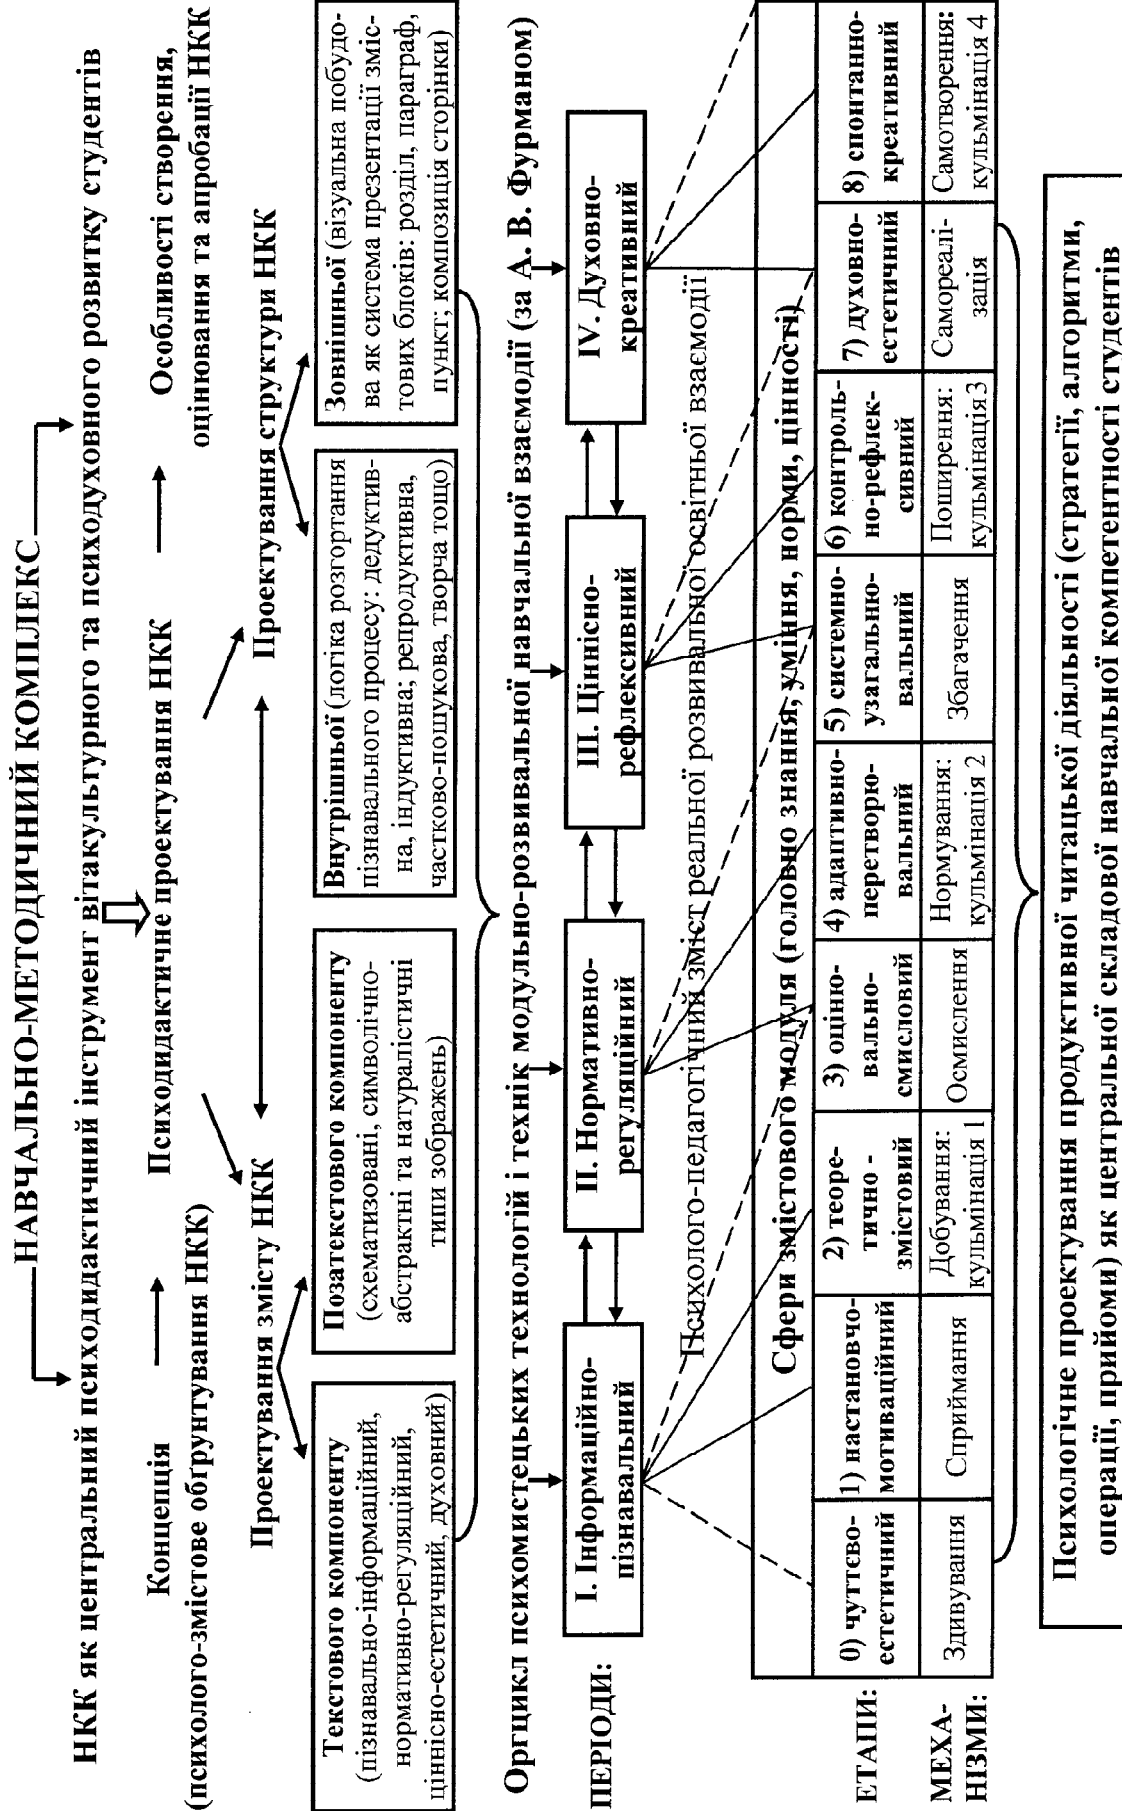 НАВЧАЛЬНО-МЕТОДИЧНИЙ КОМПЛЕКС
НКК як центральний психодидактичний інструмент вітакультурного та психодуховного розвитку студентів
Концепція
(психолого-змістове обґрунтування НКК)
Психодидактичне проектування НКК
Особливості створення,
оцінювання та апробації НКК
Проектування змісту НКК
Проектування структури НКК
Текстового компоненту
(пізнавально-інформаційний,
нормативно-регуляційний,
ціннісно-естетичний, духовний)
Позатекстового компоненту
(схематизовані, символічно-
абстрактні та натуралістичні
типи зображень)
Внутрішньої (логіка розгортання
пізнавального процесу: дедуктив-
на, індуктивна; репродуктивна,
частково-пошукова, творча тощо)
Зовнішньої (візуальна побудо-
ва як система презентації зміс-
тових блоків: розділ, параграф,
пункт; композиція сторінки)
Оргцикл психомистецьких технологій і технік модульно-розвивальної навчальної взаємодії (за А. В. Фурманом)
ПЕРІОДИ:
I. Інформаційно-
пізнавальний
II. Нормативно-
регуляційний
III. Ціннісно-
рефлексивний
IV. Духовно-
креативний
Психолого-педагогічний зміст реальної розвивальної освітньої взаємодії
Сфери змістового модуля (головно знання, уміння, норми, цінності)
ЕТАПИ:
0) чуттєво-
естетичний
1) настановчо-
мотиваційний
2) теоре-
тично -
змістовий
3) оціню-
вально-
смисловий
4) адаптивно-
перетворю-
вальний
5) системно-
узагальню-
вальний
6) контроль-
но-рефлек-
сивний
7) духовно-
естетичний
8) спонтанно-
креативний
МЕХА-
НІЗМИ:
Здивування
Сприймання
Добування:
кульмінація 1
Осмислення
Нормування:
кульмінація 2
Збагачення
Поширення:
кульмінація 3
Самореалі-
зація
Самотворення:
кульмінація 4
Психологічне проектування продуктивної читацької діяльності (стратегії, алгоритми,
операції, прийоми) як центральної складової навчальної компетентності студентів